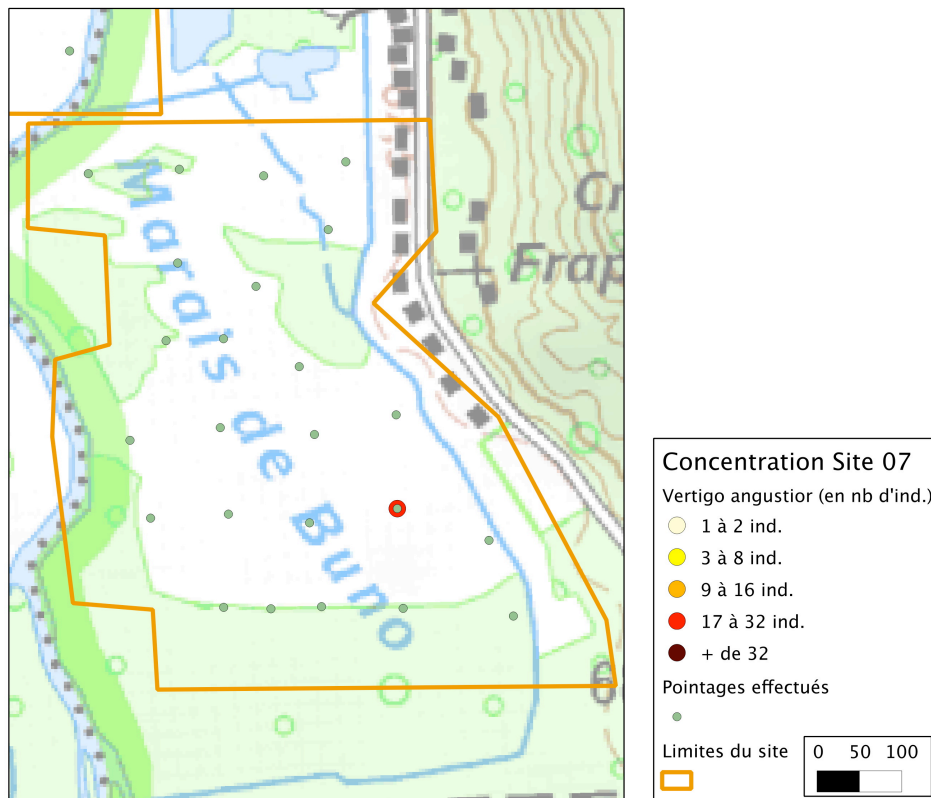 Marais de Buno
Cr
Frap
6
Concentration Site 07
Vertigo angustior (en nb d'ind.)
1 à 2 ind.
3 à 8 ind.
9 à 16 ind.
17 à 32 ind.
+ de 32
Pointages effectués
Limites du site
0 50 100